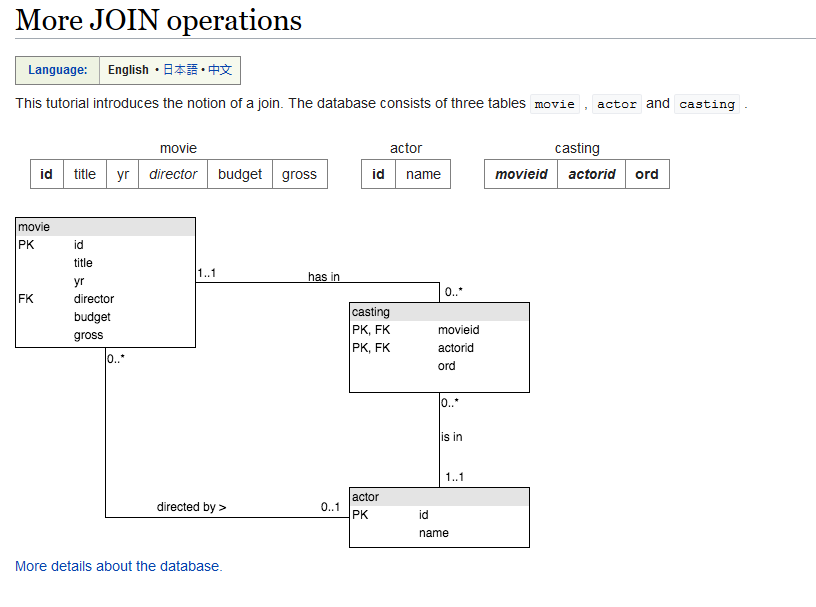 More JOIN operations
Language: English • 日本語 • 中文
This tutorial introduces the notion of a join. The database consists of three tables movie , actor and casting .
movie
id title yr director budget gross
actor
id name
casting
movieid actorid ord
movie
PK id
title
yr
FK director
budget
gross
1..1
has in
0..*
casting
PK, FK movieid
PK, FK actorid
ord
0..*
0..*
is in
1..1
directed by >
0..1
actor
PK id
name
More details about the database.